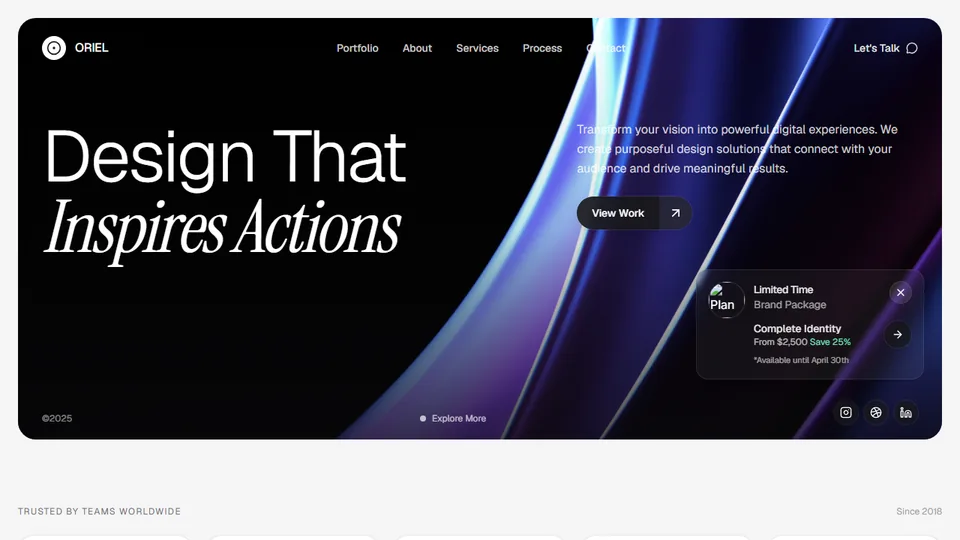 ORIEL
Portfolio
About
Services
Process
Contact
Let's Talk
Design That
Inspires Actions
Transform your vision into powerful digital experiences. We
create purposeful design solutions that connect with your
audience and drive meaningful results.
View Work
Plan
Limited Time
Brand Package
Complete Identity
From $2,500 Save 25%
*Available until April 30th
©2025
Explore More
TRUSTED BY TEAMS WORLDWIDE
Since 2018